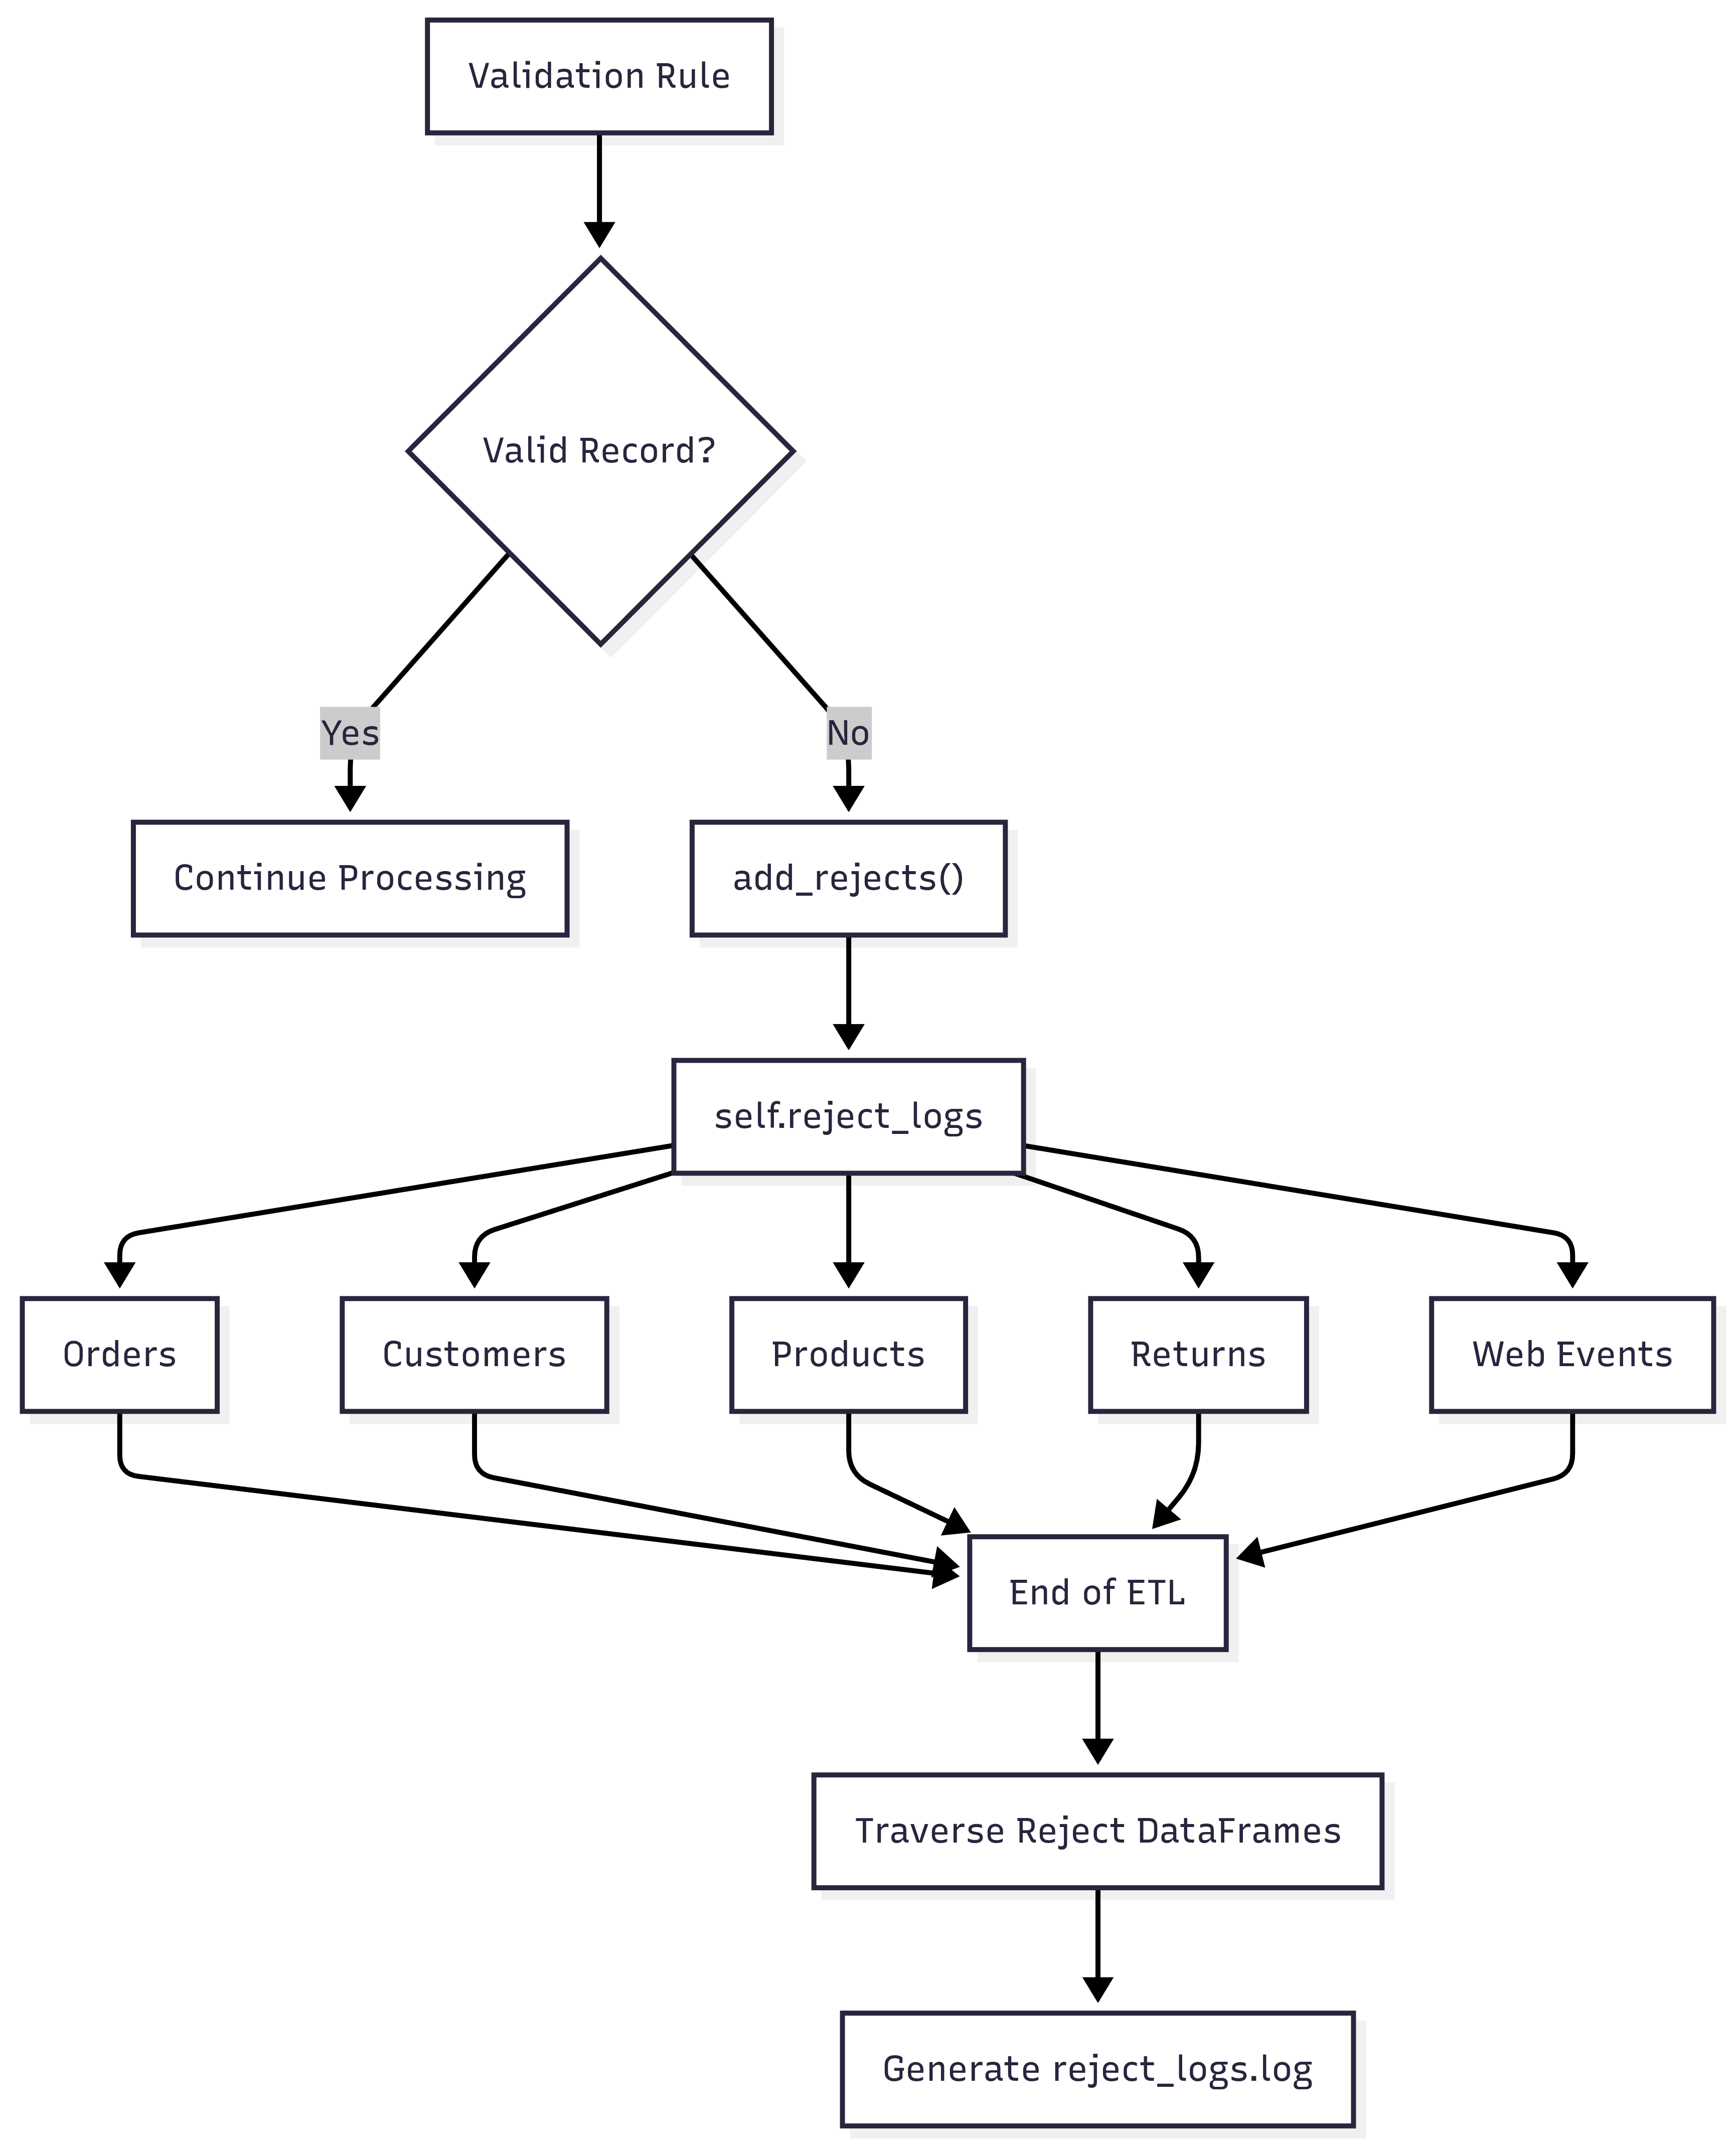 Validation Rule
Valid Record?
Yes
No
Continue Processing
add_rejects()
self.reject_logs
Orders
Customers
Products
Returns
Web Events
End of ETL
Traverse Reject DataFrames
Generate reject_logs.log